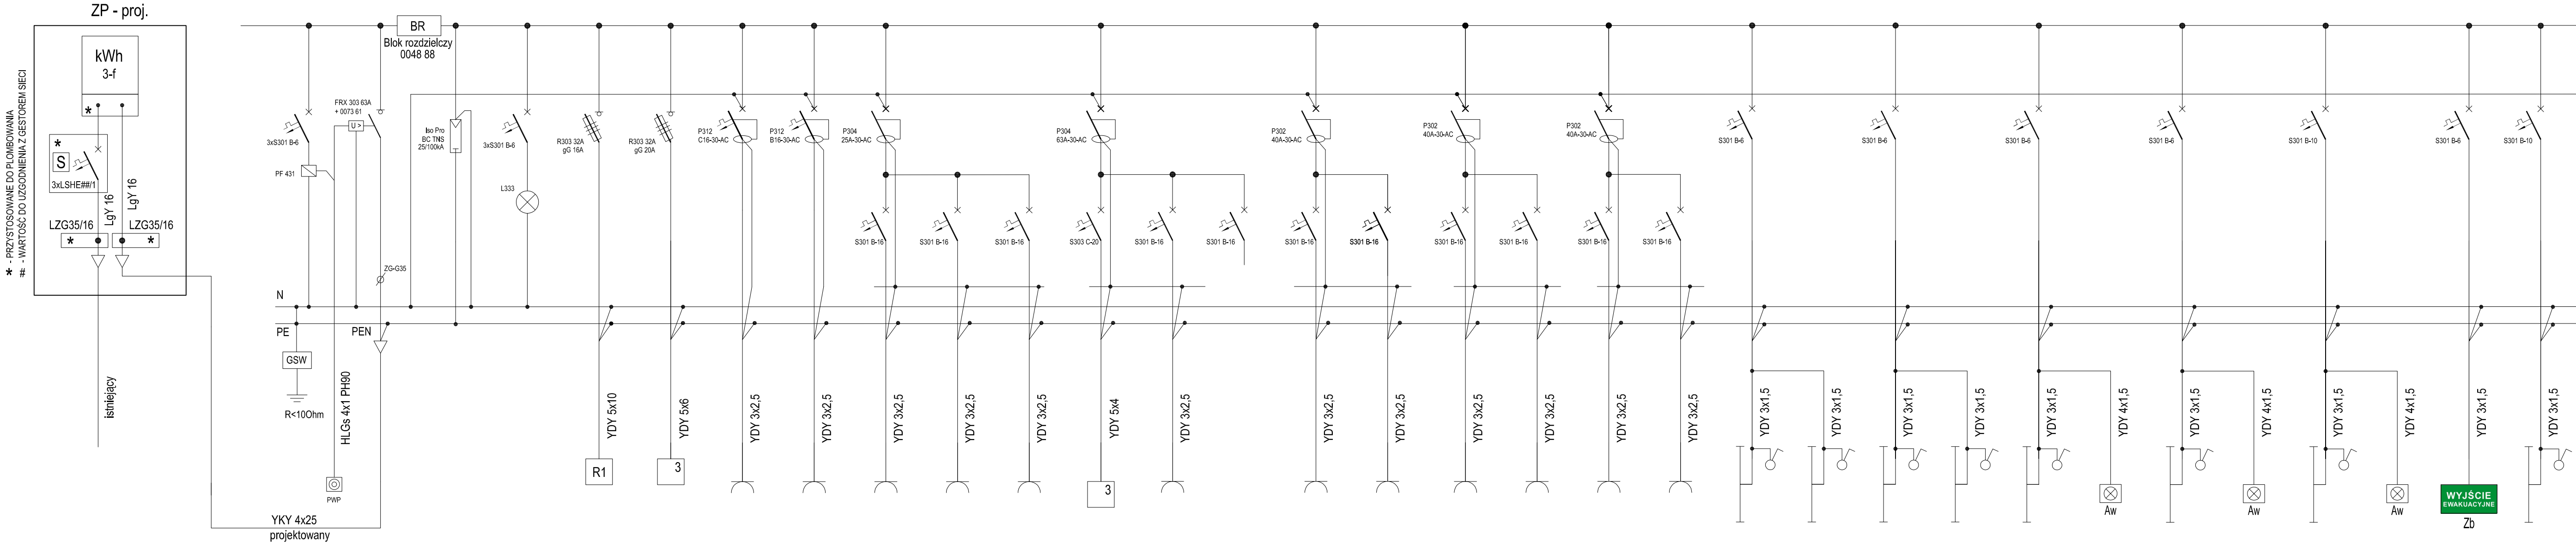 ZP - proj.
* - PRZYSTOSOWANE DO PLOMBOWANIA
# - WARTOŚĆ DO UZGODNIENIA Z GESTOREM SIECI
kWh
3-f
*
*
S
3xLSHE##/1
LgY 16
LgY 16
LZG35/16
LZG35/16
*
*
istniejący
YKY 4x25
projektowany
BR
Blok rozdzielczy
0048 88
3xS301 B-6
PF 431
FRX 303 63A
+ 0073 61
U >
ZG-G35
Iso Pro
BC TNS
25/100kA
3xS301 B-6
L333
R303 32A
gG 16A
R303 32A
gG 20A
P312
C16-30-AC
P312
B16-30-AC
P304
25A-30-AC
P304
63A-30-AC
P302
40A-30-AC
P302
40A-30-AC
P302
40A-30-AC
S301 B-6
S301 B-6
S301 B-6
S301 B-6
S301 B-10
S301 B-6
S301 B-10
S301 B-16
S301 B-16
S301 B-16
S303 C-20
S301 B-16
S301 B-16
S301 B-16
S301 B-16
S301 B-16
S301 B-16
S301 B-16
S301 B-16
N
PE
PEN
GSW
R<10Ohm
HLGs 4x1 PH90
PWP
YDY 5x10
YDY 5x6
YDY 3x2,5
YDY 3x2,5
YDY 3x2,5
YDY 3x2,5
YDY 3x2,5
YDY 5x4
YDY 3x2,5
YDY 3x2,5
YDY 3x2,5
YDY 3x2,5
YDY 3x2,5
YDY 3x2,5
YDY 3x2,5
YDY 3x1,5
YDY 3x1,5
YDY 3x1,5
YDY 3x1,5
YDY 3x1,5
YDY 4x1,5
YDY 3x1,5
YDY 4x1,5
YDY 3x1,5
YDY 4x1,5
YDY 3x1,5
YDY 3x1,5
R1
3
3
Aw
Aw
Aw
WYJŚCIE
EWAKUACYJNE
Zb